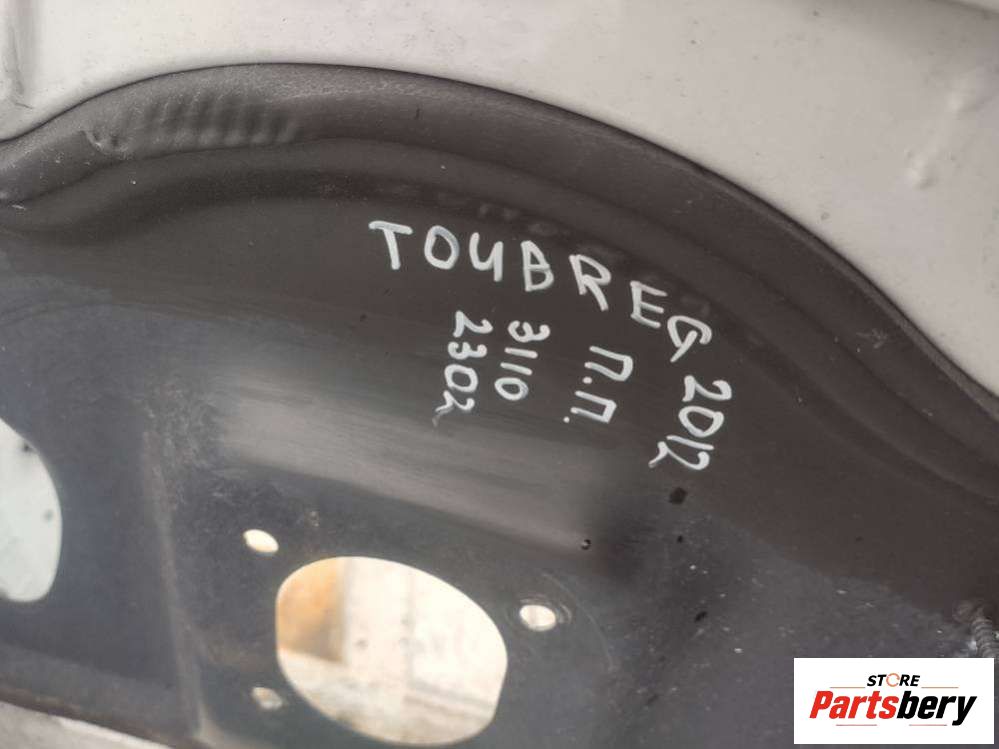 TOUBREG 2012
П.П.
3110
2302
STORE
Partsbery